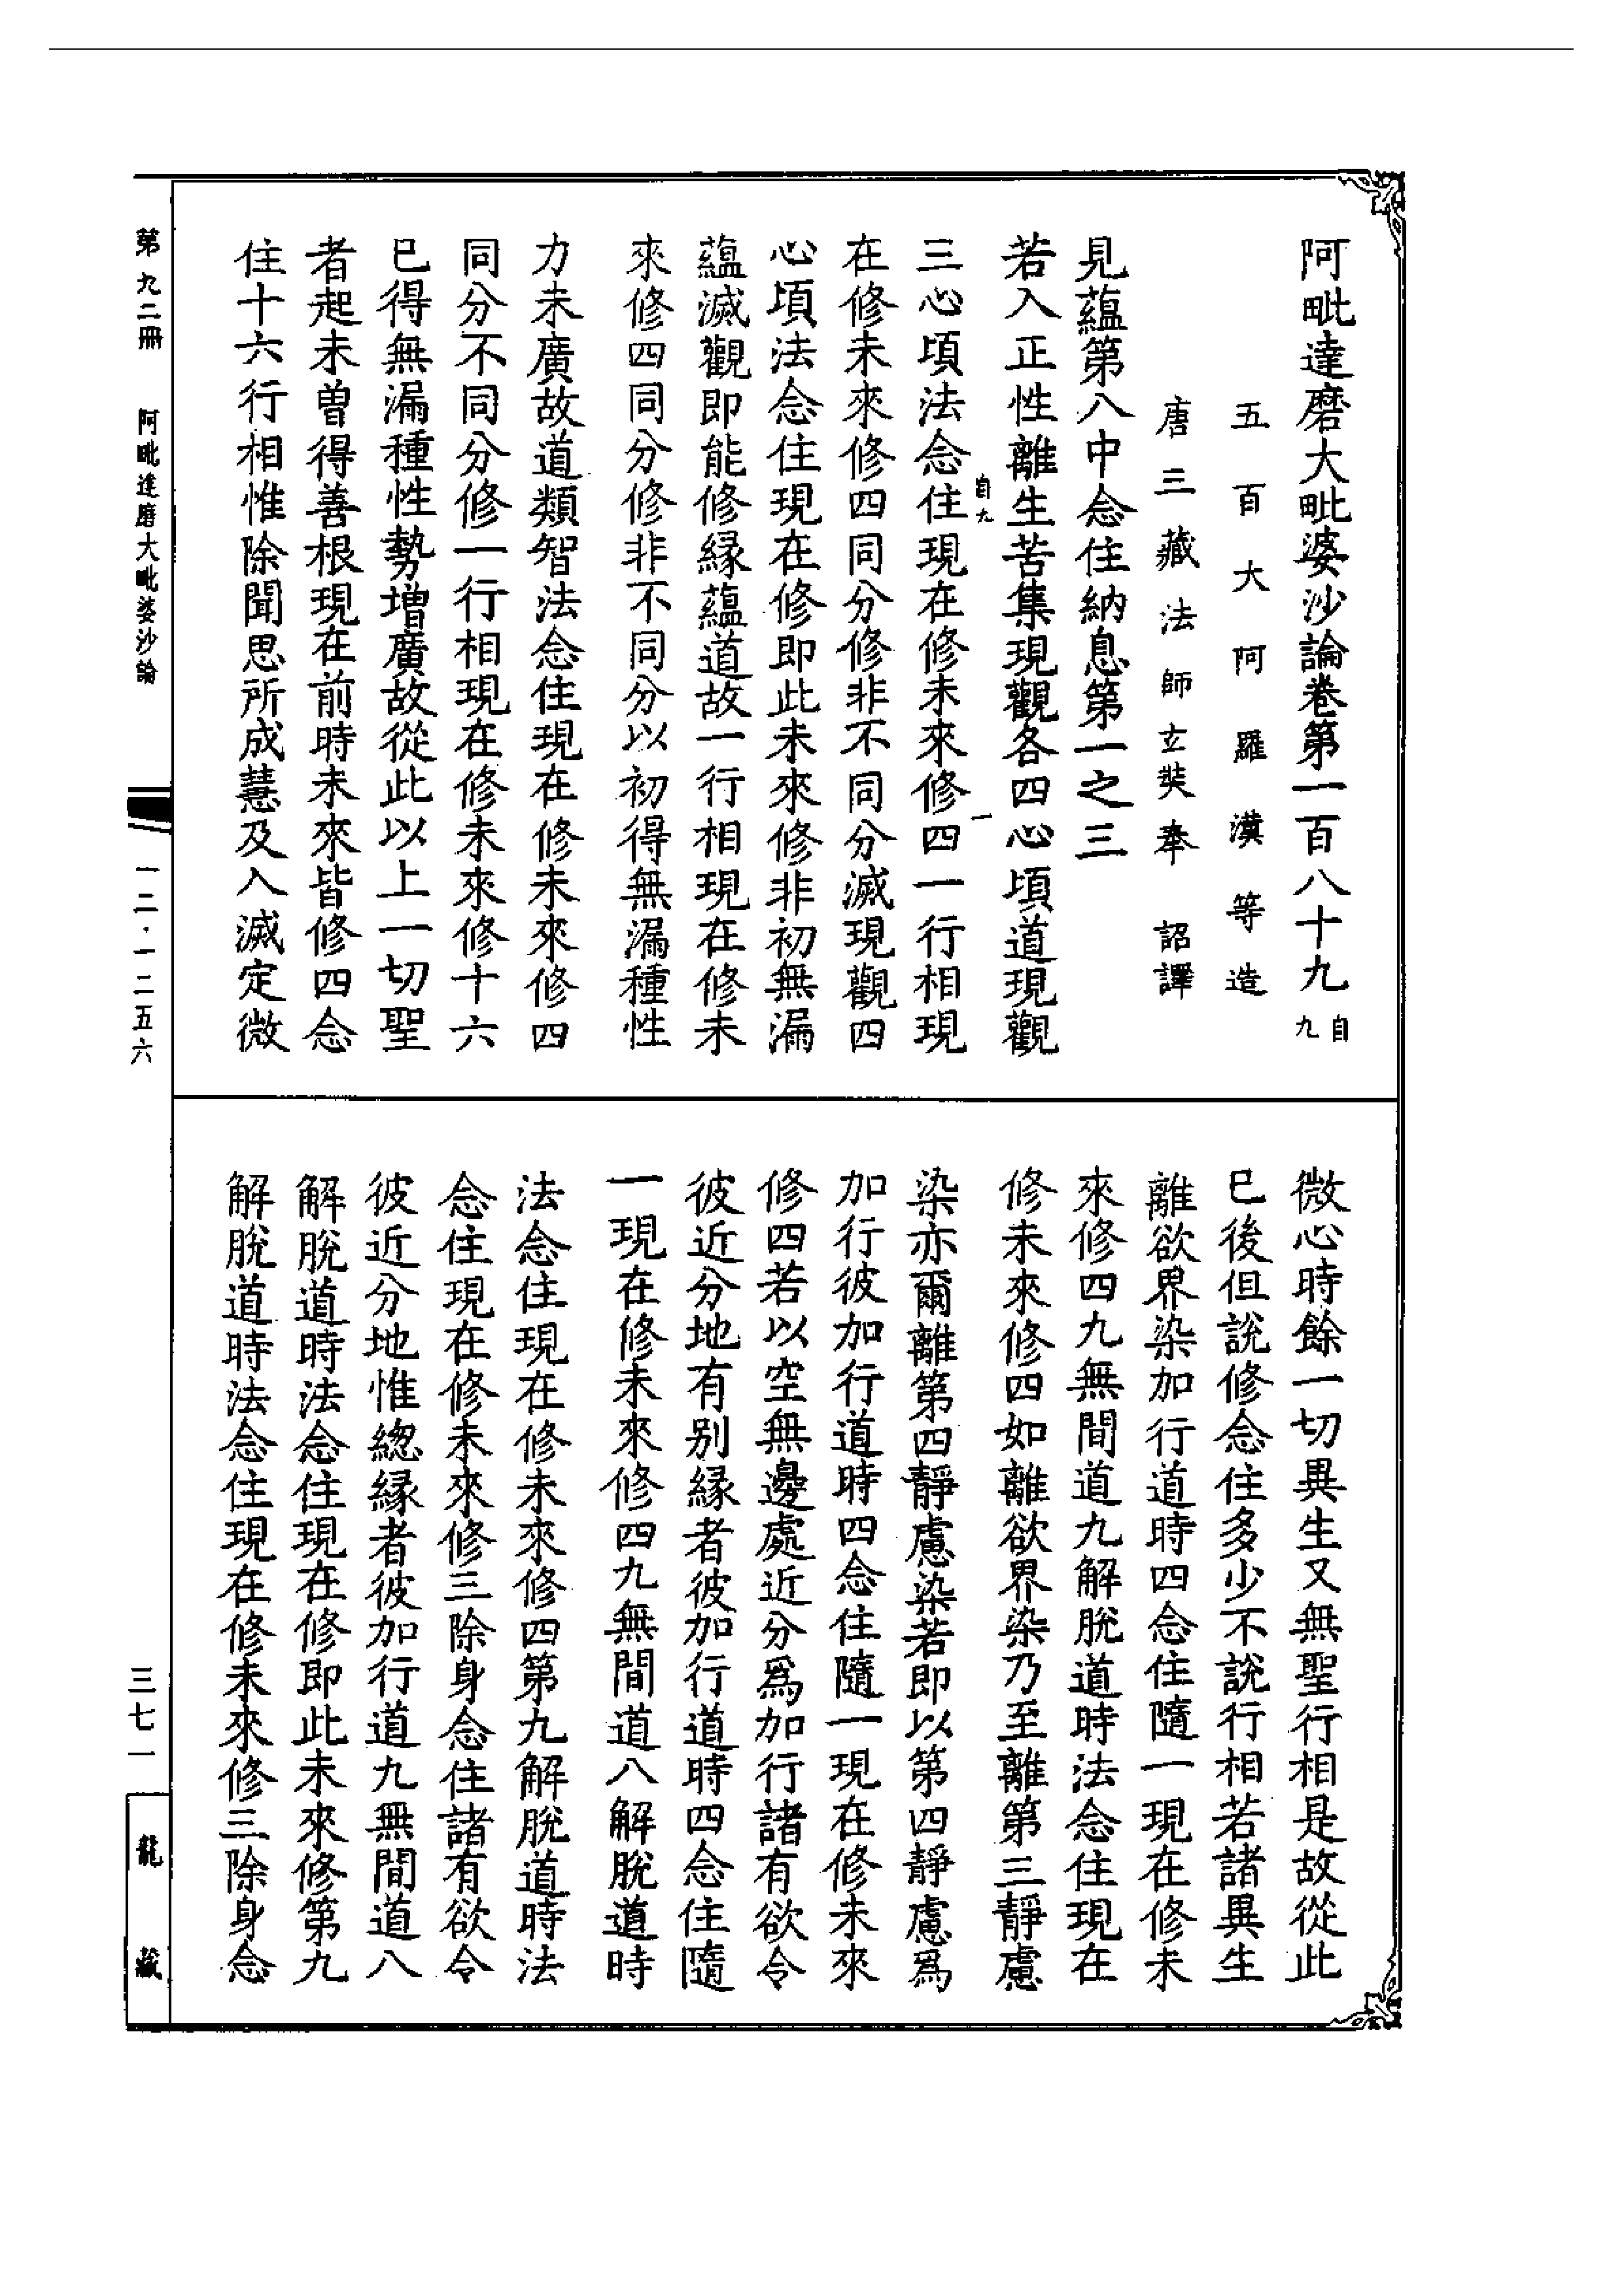 阿毗達磨大毗婆沙論卷第一百八十九 自九
五百大阿羅漢等造
唐三藏法師玄奘奉 詔譯
見蘊第八中念住納息第一之三
若入正性離生苦集現觀各四心頃道現觀
自九 一
三心頃法念住現在修未來修四一行相現
在修未來修四同分修非不同分滅現觀四
心頃法念住現在修即此未來修非初無漏
蘊滅觀即能修緣蘊道故一行相現在修未
來修四同分修非不同分以初得無漏種性
力未廣故道類智法念住現在修未來修四
同分不同分修一行相現在修未來修十六
已得無漏種性勢增廣故從此以上一切聖
者起未曾得善根現在前時未來皆修四念
住十六行相惟除聞思所成慧及入滅定微
微心時餘一切異生又無聖行相是故從此
已後但說修念住多少不說行相若諸異生
離欲界染加行道時四念住隨一現在修未
來修四九無間道九解脫道時法念住現在
修未來修四如離欲界染乃至離第三靜慮
染亦爾離第四靜慮染若即以第四靜慮爲
加行彼加行道時四念住隨一現在修未來
修四若以空無邊處近分爲加行諸有欲令
彼近分地有别緣者彼加行道時四念住隨
一現在修未來修四九無間道八解脫道時
法念住現在修未來修四第九解脫道時法
念住現在修未來修三除身念住諸有欲令
彼近分地惟緫緣者彼加行道九無間道八
解脫道時法念住現在修即此未來修第九
解脫道時法念住現在修未來修三除身念
第九二冊 阿毗達磨大毗婆沙論
一二·一二五六
三七一
龍藏